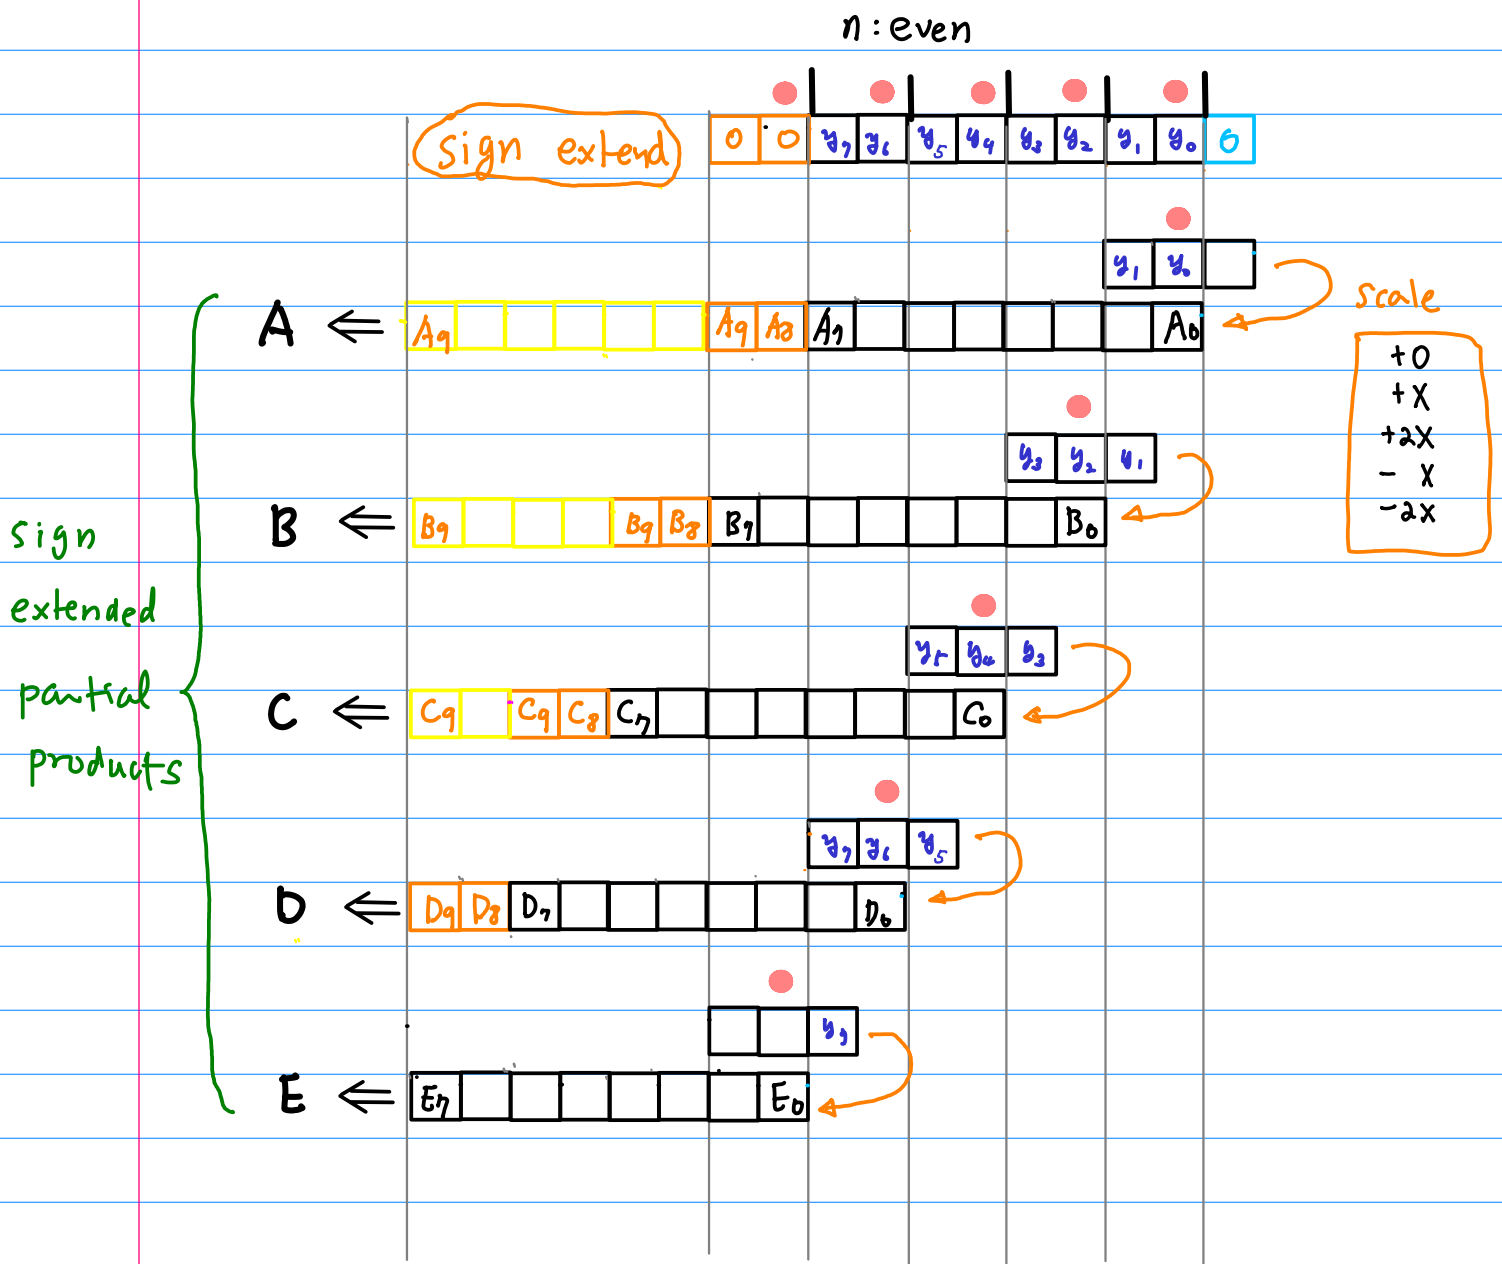 n : even
sign extend
0 0 y₇ y₆ y₅ y₄ y₃ y₂ y₁ y₀ 0
y₁ y₀
scale
+0
+X
+2X
- X
-2X
A ⇐ A₉ A₉ A₈ A₇ A₀
y₃ y₂ y₁
B ⇐ B₉ B₉ B₈ B₇ B₀
sign
extended
partial
products
y₅ y₄ y₃
C ⇐ C₉ C₉ C₈ C₇ C₀
y₇ y₆ y₅
D ⇐ D₉ D₈ D₇ D₀
y₇
E ⇐ E₇ E₀